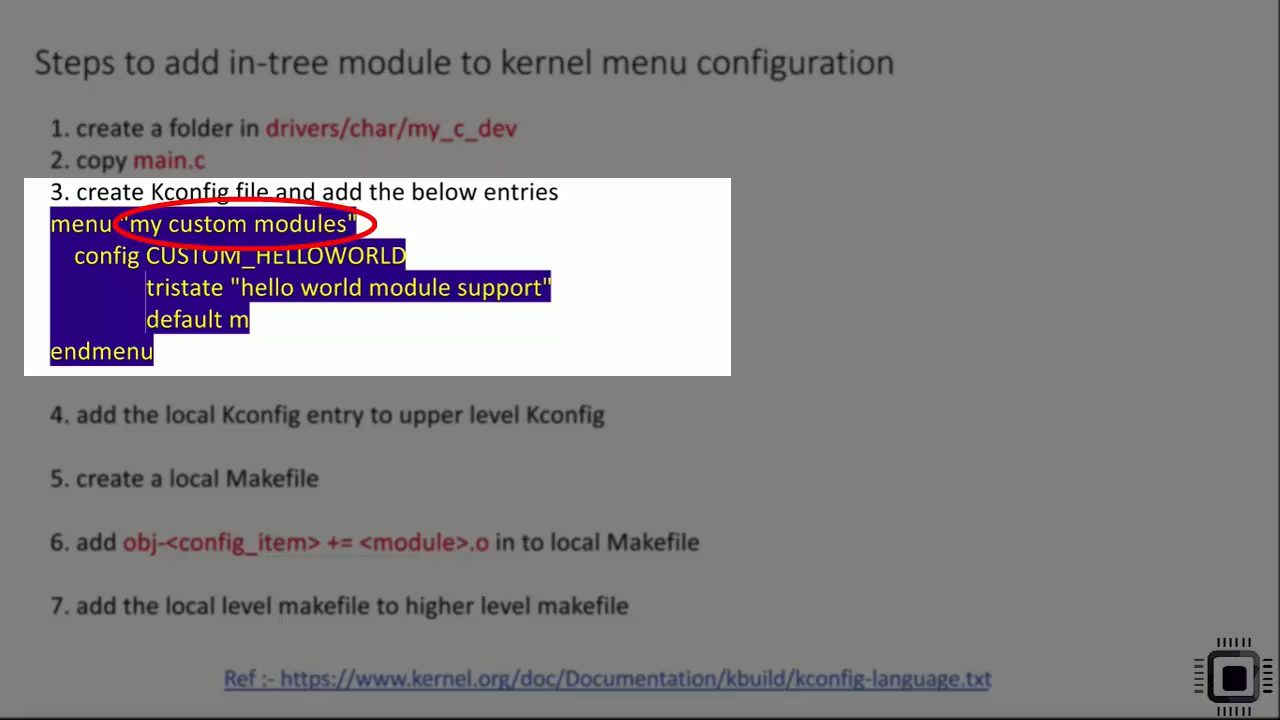 Steps to add in-tree module to kernel menu configuration
1. create a folder in drivers/char/my_c_dev
2. copy main.c
3. create Kconfig file and add the below entries
menu "my custom modules"
config CUSTOM_HELLOWORLD
tristate "hello world module support"
default m
endmenu
4. add the local Kconfig entry to upper level Kconfig
5. create a local Makefile
6. add obj-<config_item> += <module>.o in to local Makefile
7. add the local level makefile to higher level makefile
Ref :- https://www.kernel.org/doc/Documentation/kbuild/kconfig-language.txt